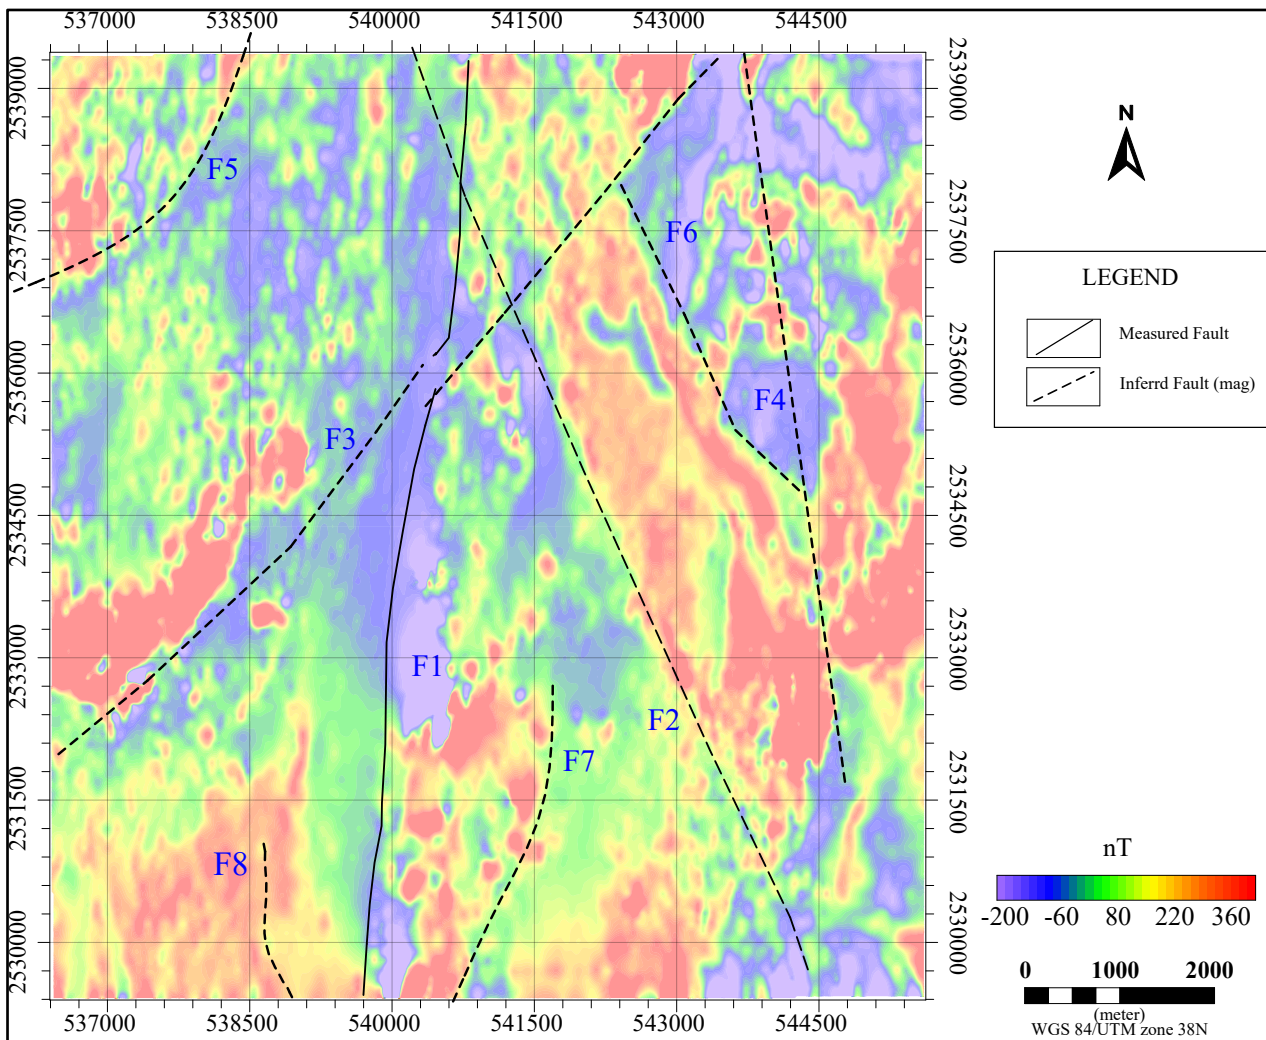 537000 538500 540000 541500 543000 544500
2539000
2537500
2536000
2534500
2533000
2531500
2530000
2539000
2537500
2536000
2534500
2533000
2531500
2530000
F5
F6
F4
F3
F1
F2
F7
F8
537000 538500 540000 541500 543000 544500
N
LEGEND
Measured Fault
Inferrd Fault (mag)
nT
-200 -60 80 220 360
0 1000 2000
(meter)
WGS 84/UTM zone 38N